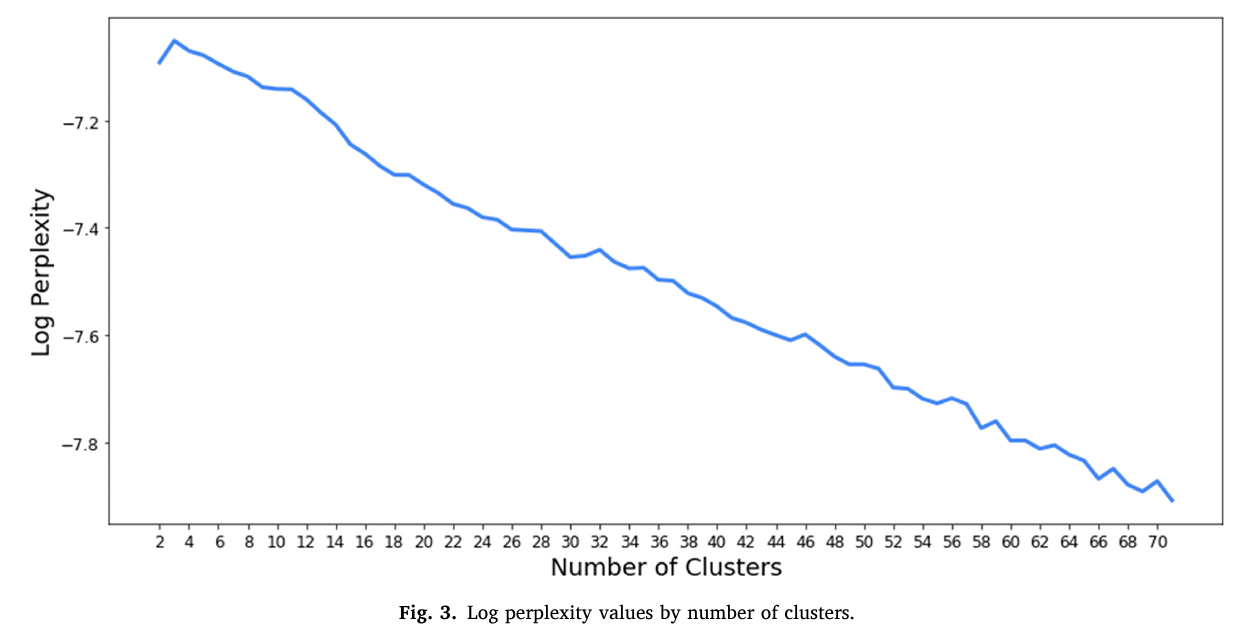 Log Perplexity
−7.2
−7.4
−7.6
−7.8
2 4 6 8 10 12 14 16 18 20 22 24 26 28 30 32 34 36 38 40 42 44 46 48 50 52 54 56 58 60 62 64 66 68 70
Number of Clusters
Fig. 3. Log perplexity values by number of clusters.